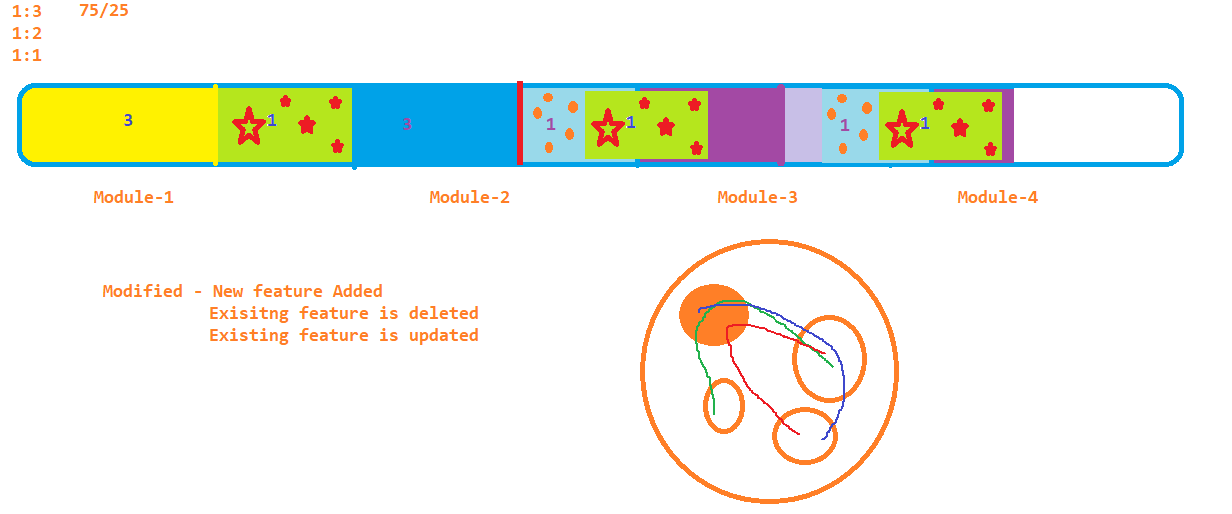 1:3 75/25
1:2
1:1
3 1 3 1 1 1 1
Module-1 Module-2 Module-3 Module-4
Modified - New feature Added
Exisitng feature is deleted
Existing feature is updated